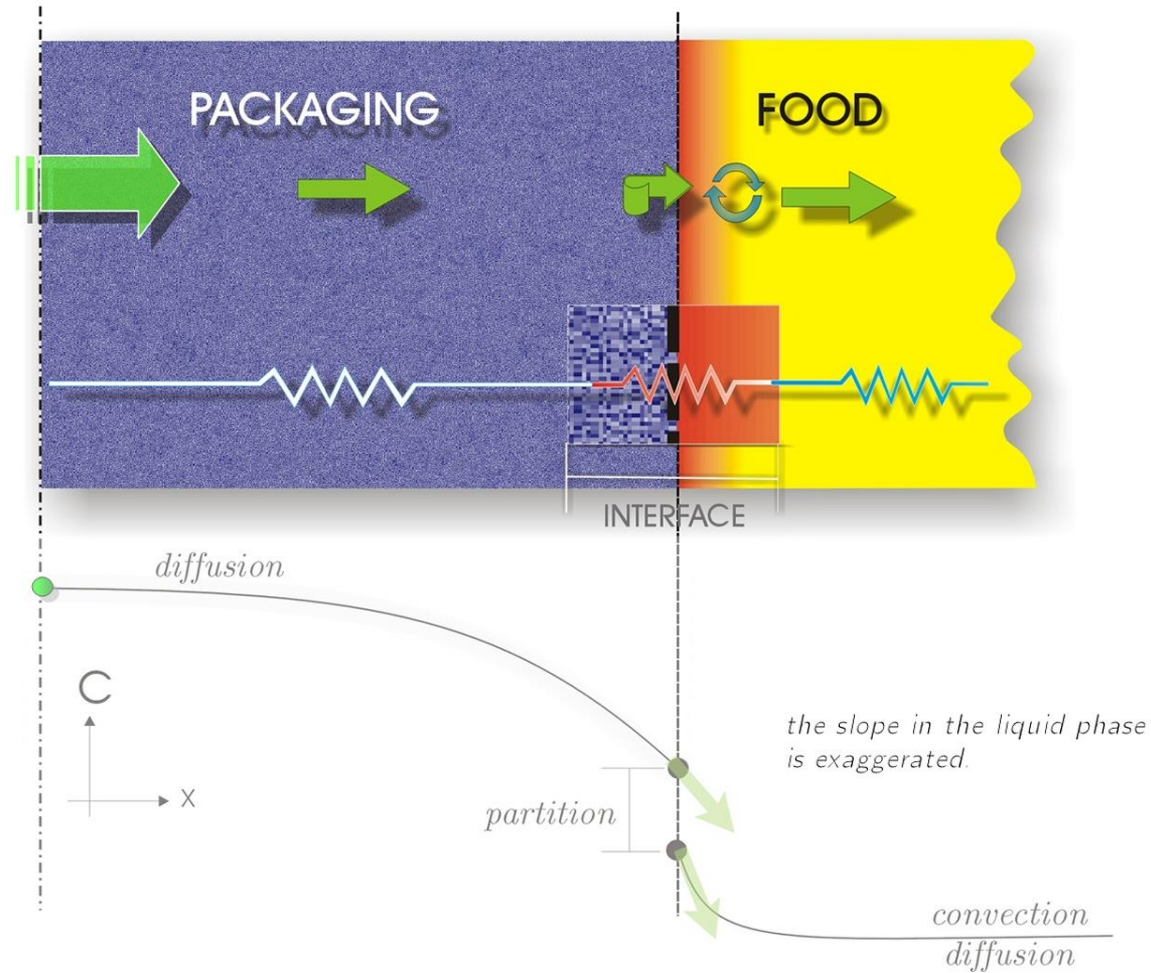 PACKAGING
FOOD
INTERFACE
diffusion
C
x
the slope in the liquid phase
is exaggerated.
partition
convection
diffusion